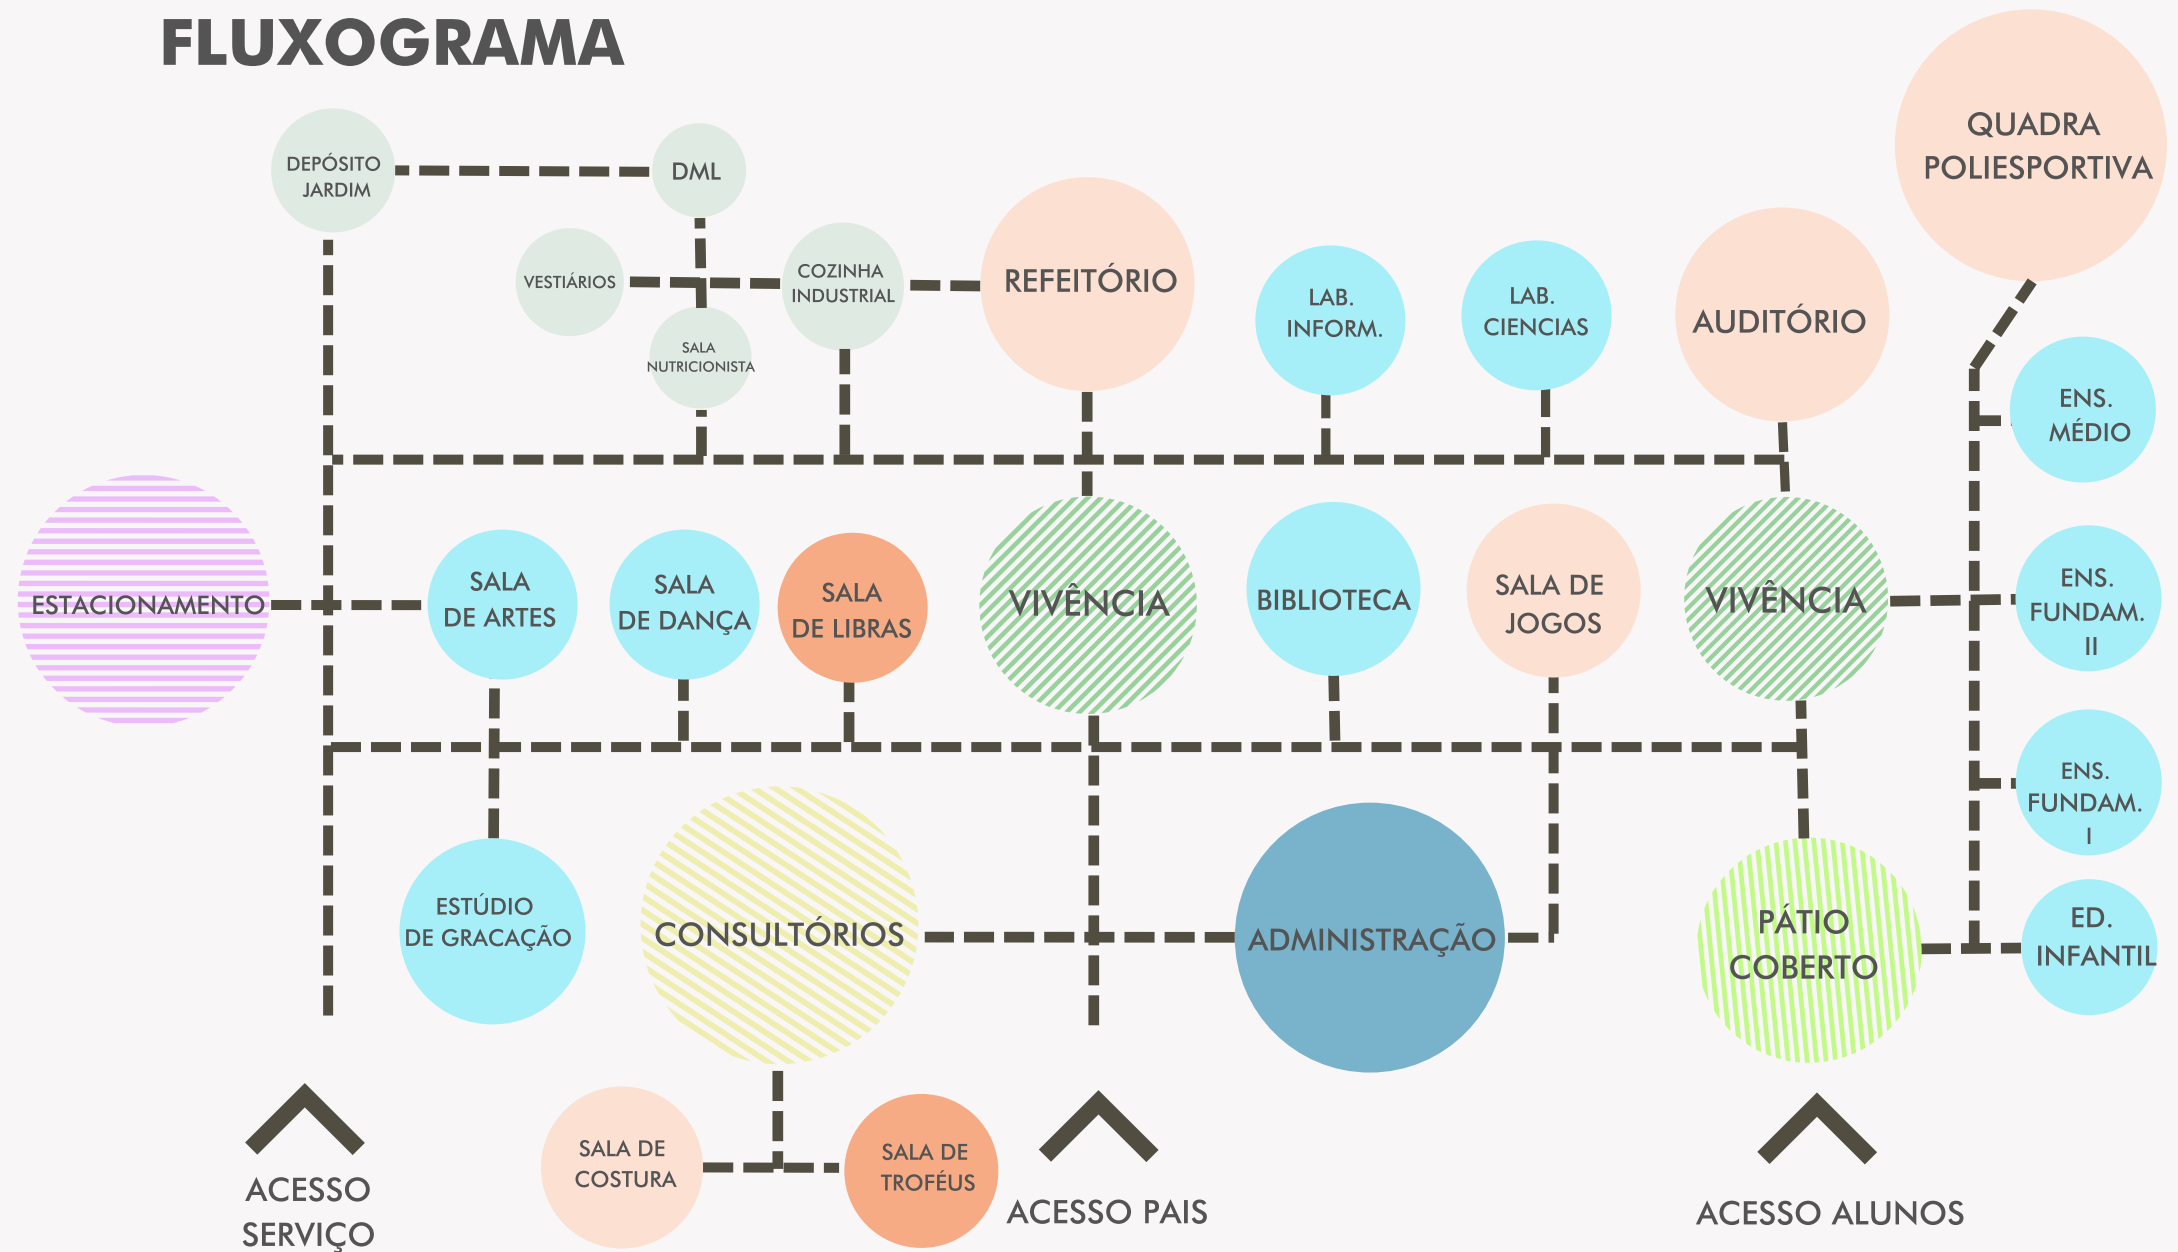 FLUXOGRAMA
DEPÓSITO
JARDIM
DML
VESTIÁRIOS
COZINHA
INDUSTRIAL
SALA
NUTRICIONISTA
REFEITÓRIO
LAB.
INFORM.
LAB.
CIENCIAS
AUDITÓRIO
QUADRA
POLIESPORTIVA
ENS.
MÉDIO
ESTACIONAMENTO
SALA
DE ARTES
SALA
DE DANÇA
SALA
DE LIBRAS
VIVÊNCIA
BIBLIOTECA
SALA DE
JOGOS
VIVÊNCIA
ENS.
FUNDAM.
II
ENS.
FUNDAM.
I
ESTÚDIO
DE GRACAÇÃO
CONSULTÓRIOS
ADMINISTRAÇÃO
PÁTIO
COBERTO
ED.
INFANTIL
SALA DE
COSTURA
SALA DE
TROFÉUS
ACESSO
SERVIÇO
ACESSO PAIS
ACESSO ALUNOS